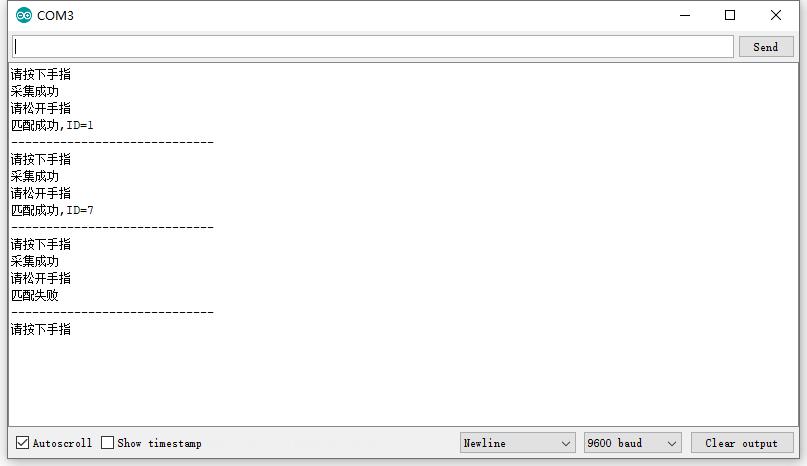 COM3
Send
请按下手指
采集成功
请松开手指
匹配成功,ID=1
-----------------------------
请按下手指
采集成功
请松开手指
匹配成功,ID=7
-----------------------------
请按下手指
采集成功
请松开手指
匹配失败
-----------------------------
请按下手指
Autoscroll Show timestamp Newline 9600 baud Clear output